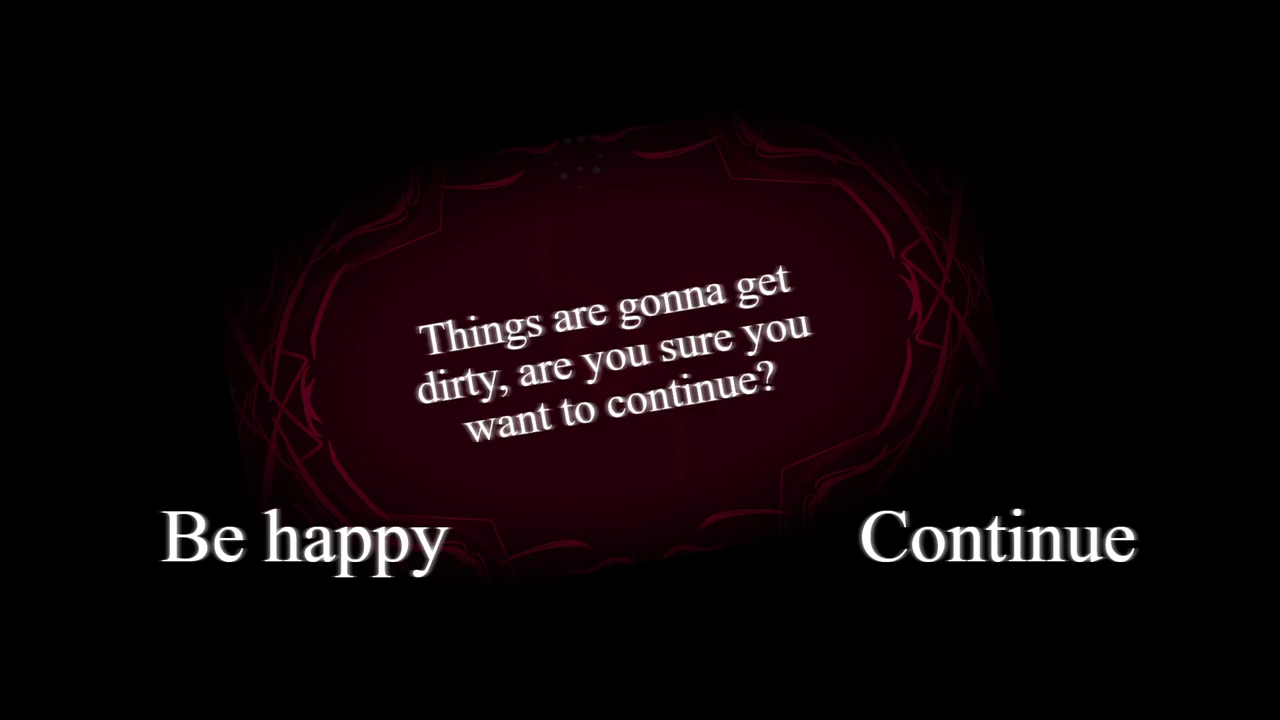 Things are gonna get
dirty, are you sure you
want to continue?
Be happy
Continue